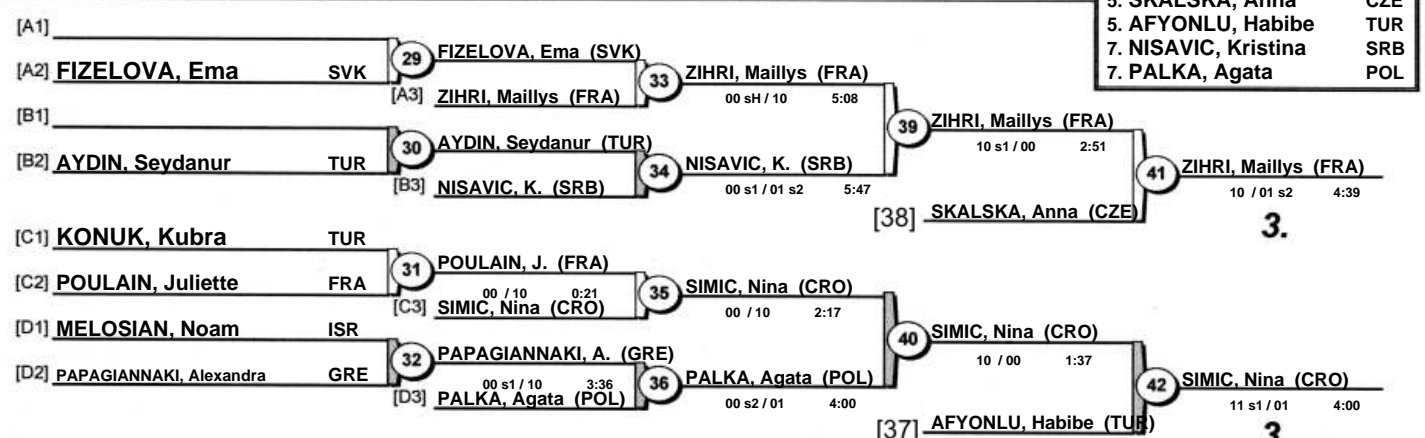 5. SKALSKA, Anna CZE
5. AFYONLU, Habibe TUR
7. NISAVIC, Kristina SRB
7. PALKA, Agata POL
[A1]
[A2] FIZELOVA, Ema SVK
29 FIZELOVA, Ema (SVK)
[A3] ZIHRI, Maillys (FRA)
33 ZIHRI, Maillys (FRA)
00 sH / 10 5:08
[B1]
[B2] AYDIN, Seydanur TUR
30 AYDIN, Seydanur (TUR)
[B3] NISAVIC, K. (SRB)
34 NISAVIC, K. (SRB)
00 s1 / 01 s2 5:47
39 ZIHRI, Maillys (FRA)
10 s1 / 00 2:51
[38] SKALSKA, Anna (CZE)
41 ZIHRI, Maillys (FRA)
10 / 01 s2 4:39
3.
[C1] KONUK, Kubra TUR
[C2] POULAIN, Juliette FRA
31 POULAIN, J. (FRA)
00 / 10 0:21
[C3] SIMIC, Nina (CRO)
35 SIMIC, Nina (CRO)
00 / 10 2:17
[D1] MELOSIAN, Noam ISR
[D2] PAPAGIANNAKI, Alexandra GRE
32 PAPAGIANNAKI, A. (GRE)
00 s1 / 10 3:36
[D3] PALKA, Agata (POL)
36 PALKA, Agata (POL)
00 s2 / 01 4:00
40 SIMIC, Nina (CRO)
10 / 00 1:37
[37] AFYONLU, Habibe (TUR)
42 SIMIC, Nina (CRO)
11 s1 / 01 4:00
3